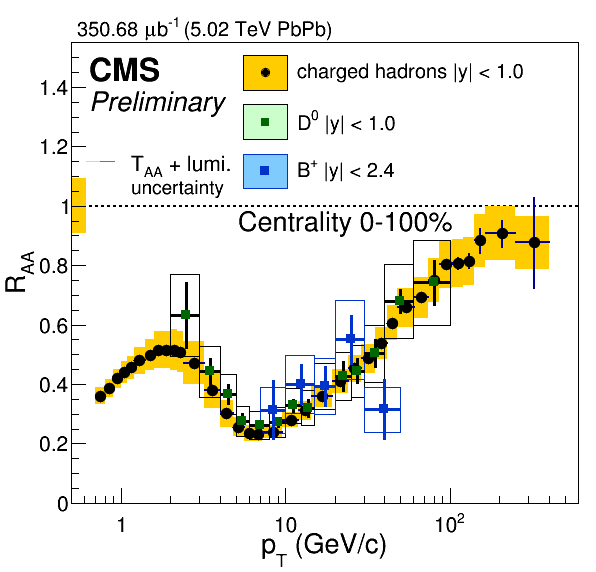 350.68 μb⁻¹ (5.02 TeV PbPb)
CMS
Preliminary
charged hadrons |y| < 1.0
D⁰ |y| < 1.0
B⁺ |y| < 2.4
T_AA + lumi.
uncertainty
Centrality 0-100%
R_AA
1.4
1.2
1
0.8
0.6
0.4
0.2
0
1
10
10²
p_T (GeV/c)